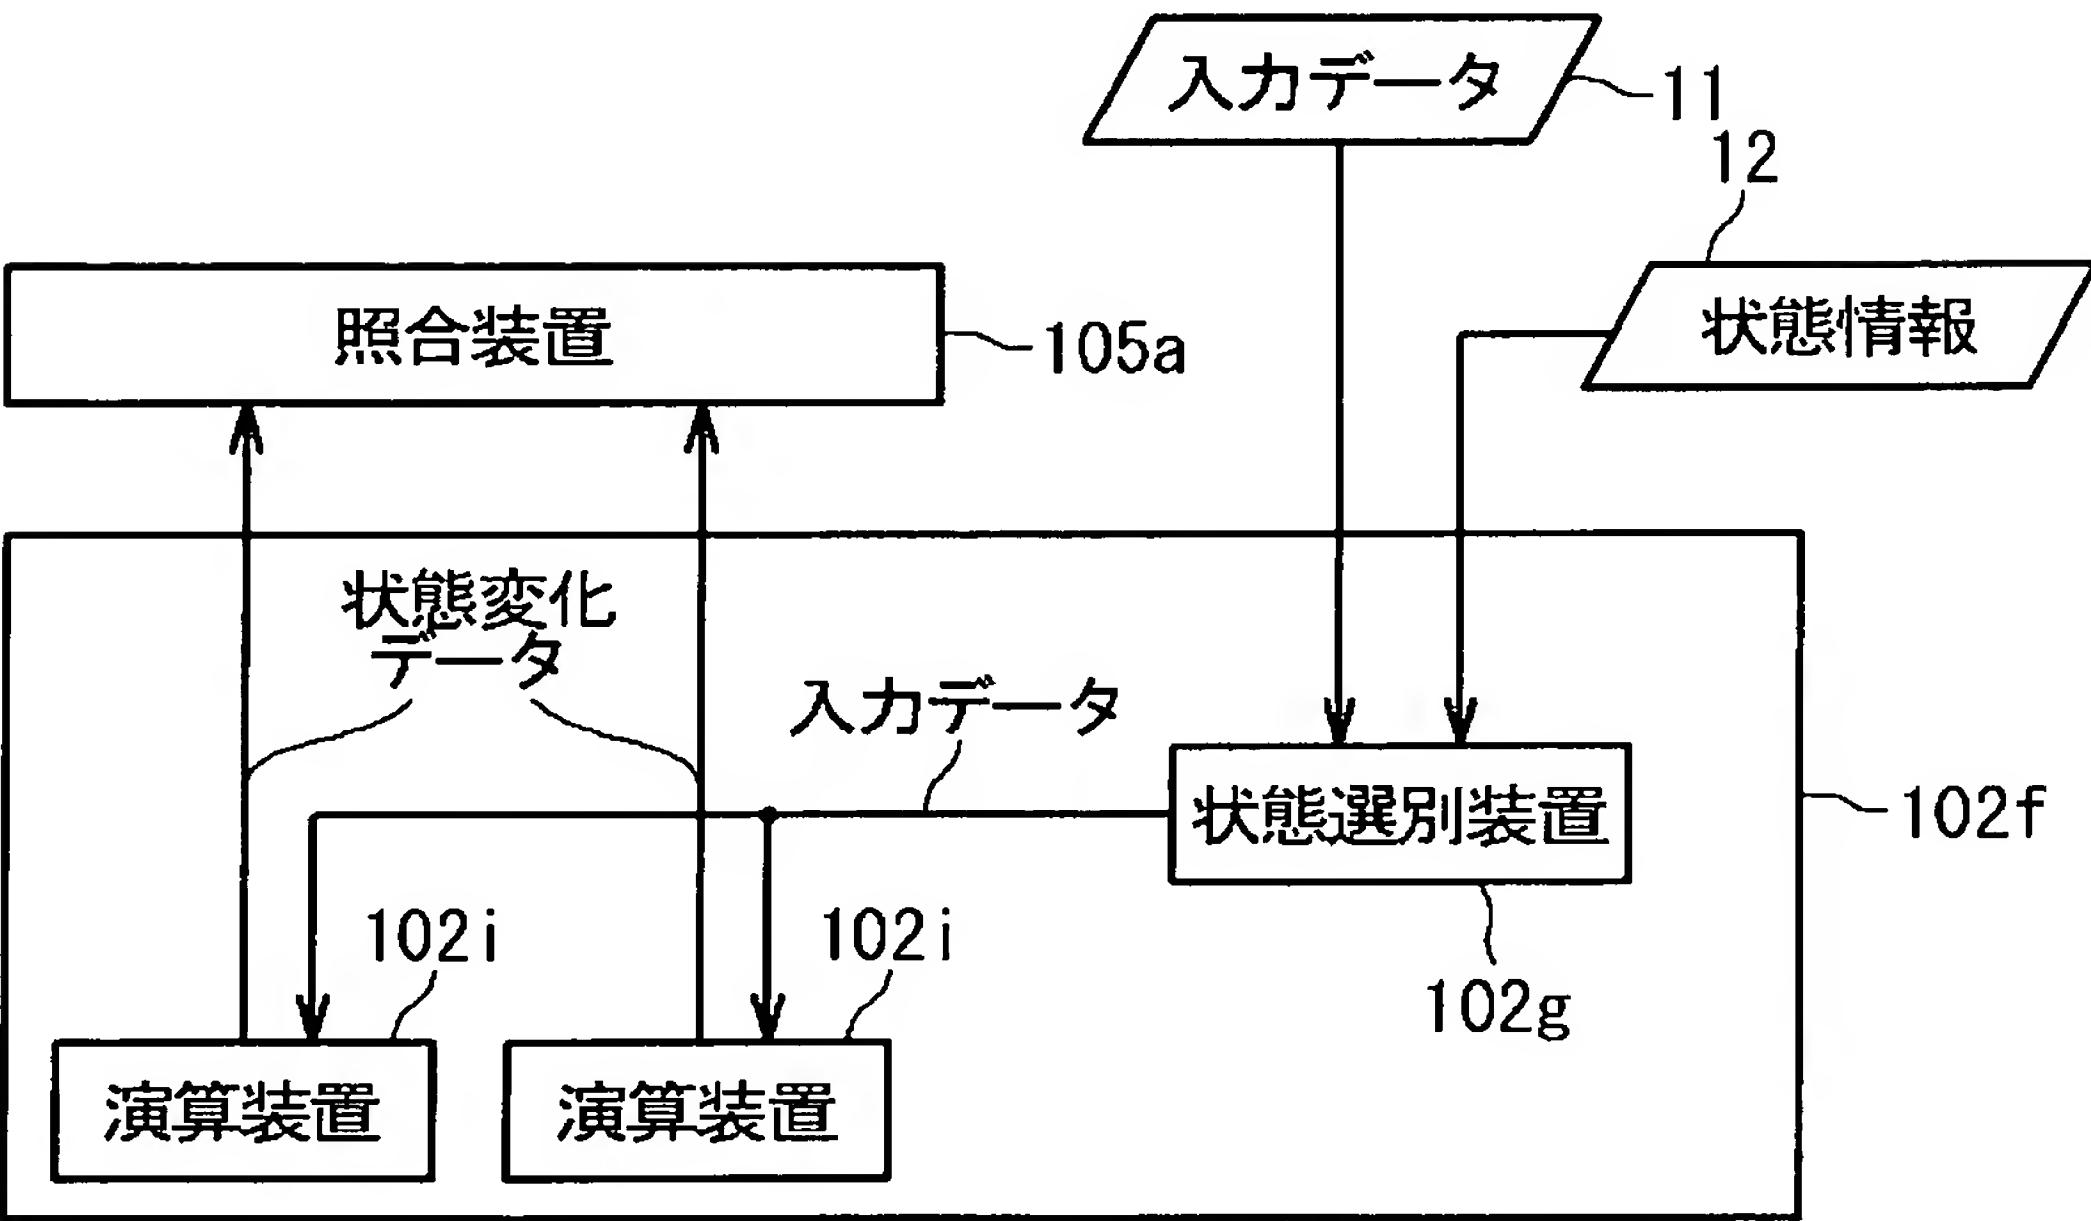 入力データ
11
12
状態情報
照合装置
105a
状態変化
データ
入力データ
状態選別装置
102f
102i
102i
102g
演算装置
演算装置